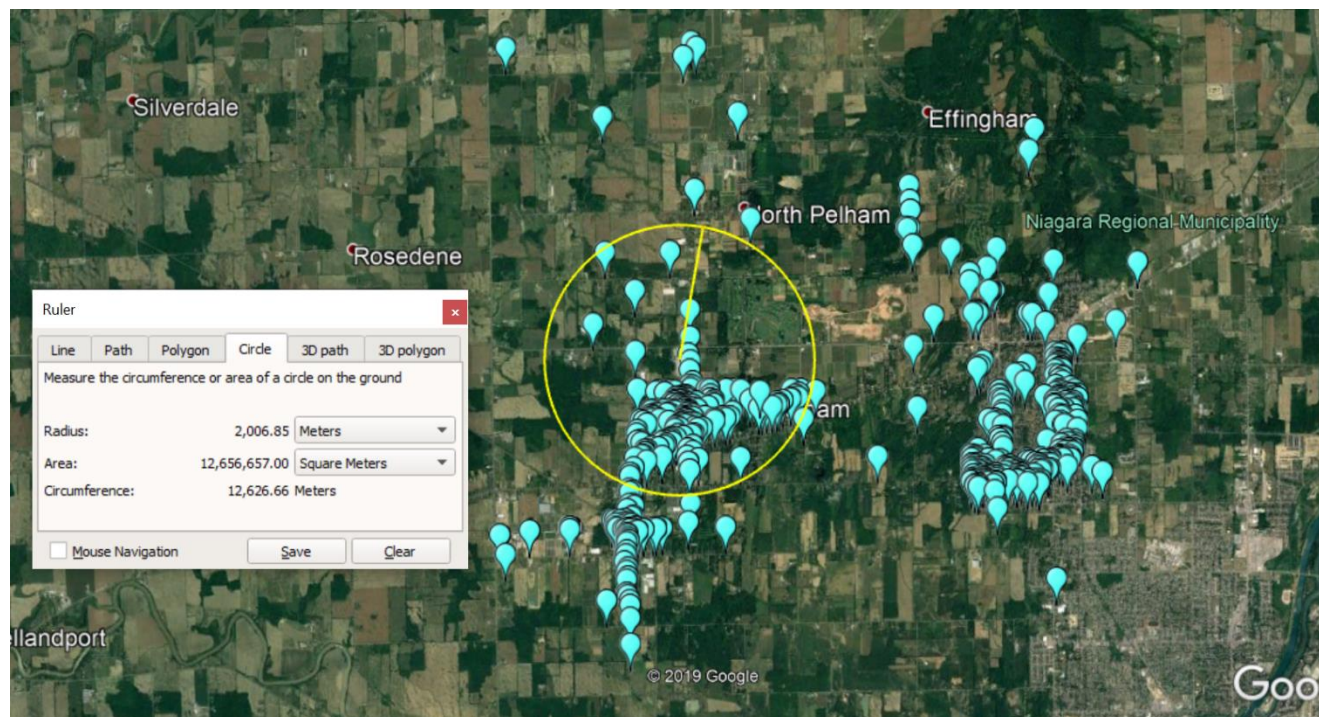 Silverdale
Effingham
North Pelham
Niagara Regional Municipality
Rosedene
Ruler
Line Path Polygon Circle 3D path 3D polygon
Measure the circumference or area of a circle on the ground
Radius: 2,006.85 Meters
Area: 12,656,657.00 Square Meters
Circumference: 12,626.66 Meters
Mouse Navigation Save Clear
am
llandport
© 2019 Google
Goo